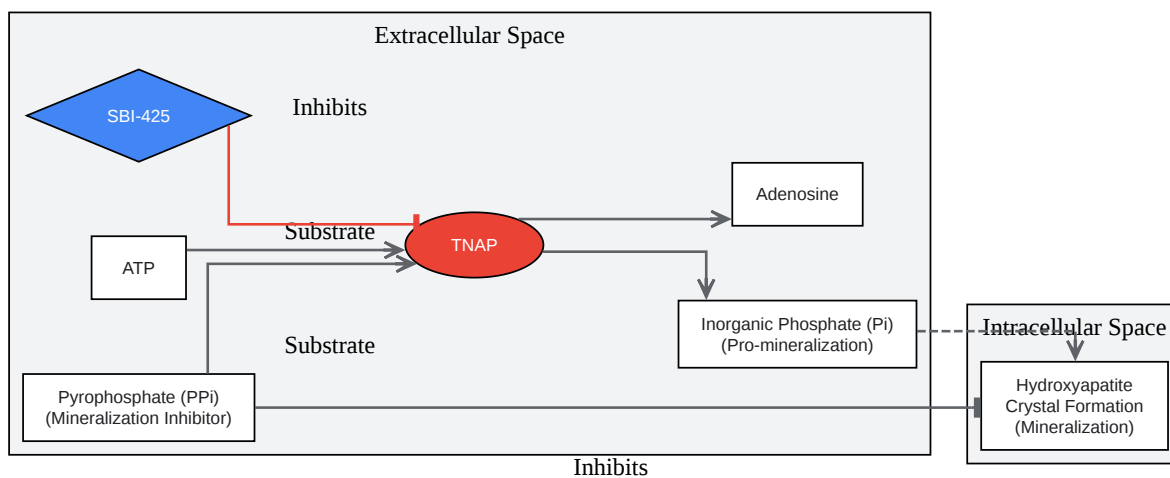 Extracellular Space
SBI-425
Inhibits
Adenosine
Substrate
TNAP
ATP
Inorganic Phosphate (Pi)
(Pro-mineralization)
Intracellular Space
Substrate
Pyrophosphate (PPi)
(Mineralization Inhibitor)
Hydroxyapatite
Crystal Formation
(Mineralization)
Inhibits